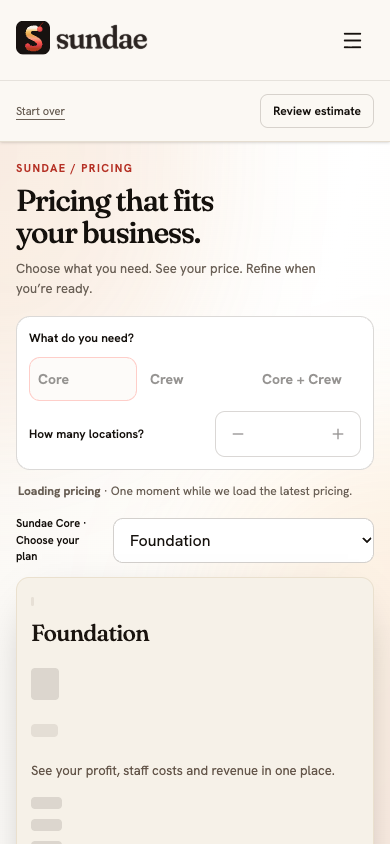 sundae
Start over
Review estimate
SUNDAE / PRICING
Pricing that fits
your business.
Choose what you need. See your price. Refine when
you’re ready.
What do you need?
Core
Crew
Core + Crew
How many locations?
− +
Loading pricing · One moment while we load the latest pricing.
Sundae Core ·
Choose your
plan
Foundation
Foundation
See your profit, staff costs and revenue in one place.